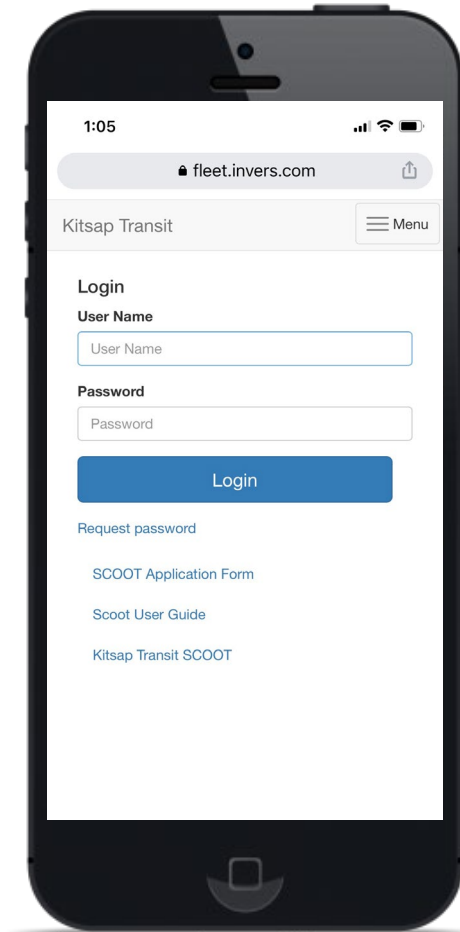 1:05
fleet.invers.com
Kitsap Transit
Menu
Login
User Name
User Name
Password
Password
Login
Request password
SCOOT Application Form
Scoot User Guide
Kitsap Transit SCOOT